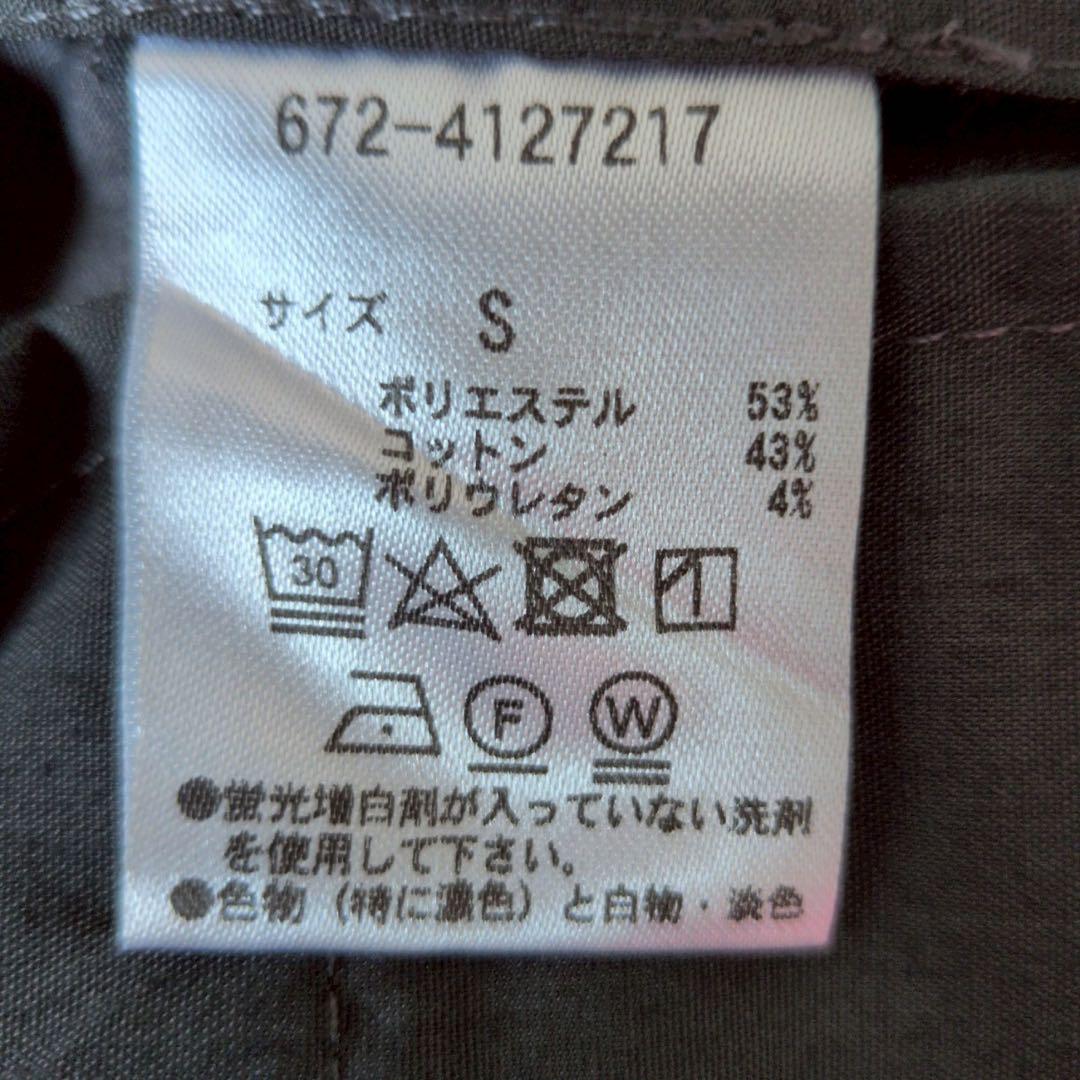 672-4127217
サイズ S
ポリエステル 53%
コットン 43%
ポリウレタン 4%
30
F W
●蛍光増白剤が入っていない洗剤
を使用して下さい。
●色物（特に濃色）と白物・淡色